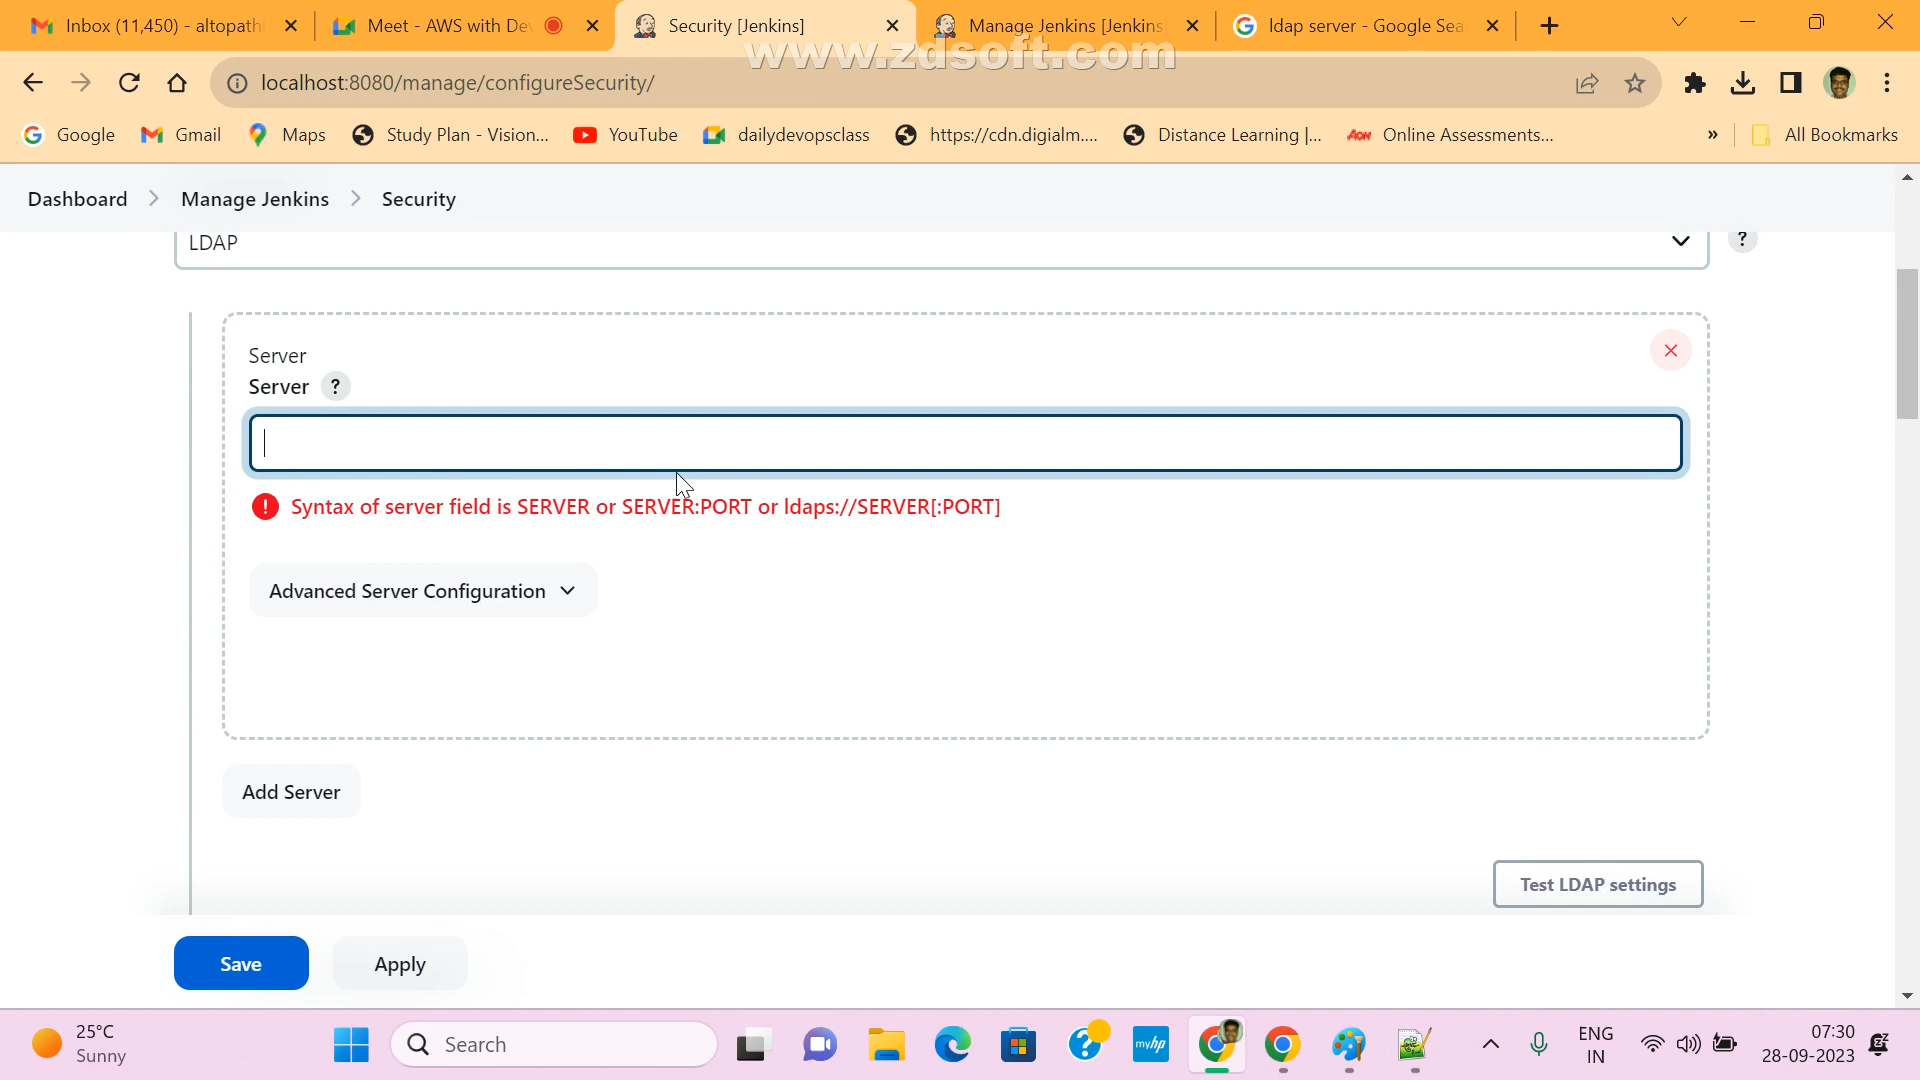 Inbox (11,450) - altopath
Meet - AWS with De
Security [Jenkins]
Manage Jenkins [Jenkins
ldap server - Google Sea
www.zdsoft.com
localhost:8080/manage/configureSecurity/
Google
Gmail
Maps
Study Plan - Vision...
YouTube
dailydevopsclass
https://cdn.digialm....
Distance Learning |...
AON
Online Assessments...
»
All Bookmarks
Dashboard
Manage Jenkins
Security
LDAP
?
Server
Server ?
! Syntax of server field is SERVER or SERVER:PORT or ldaps://SERVER[:PORT]
Advanced Server Configuration
Add Server
Test LDAP settings
Save
Apply
25°C
Sunny
Search
?
myhp
ENG
IN
07:30
28-09-2023